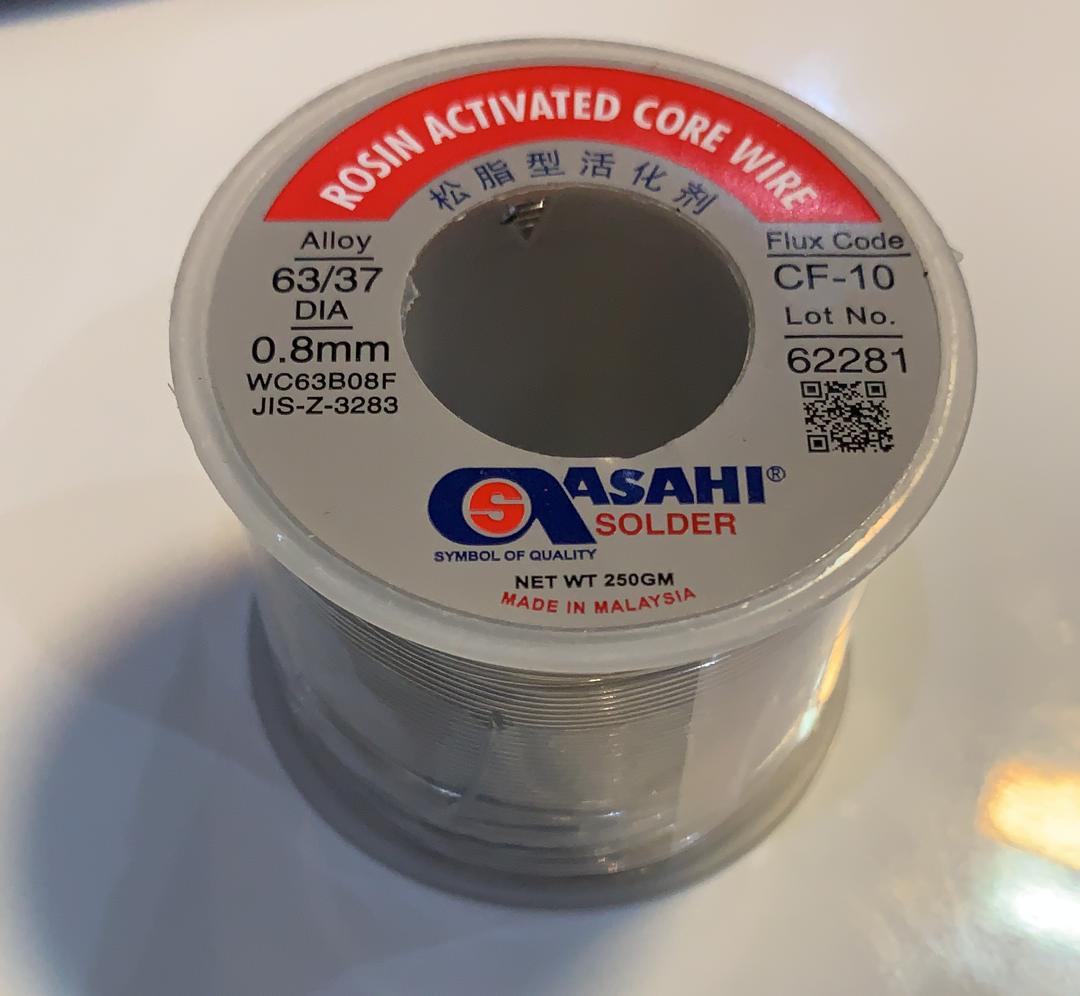 ROSIN ACTIVATED CORE WIRE
松脂型活化剂
Alloy
63/37
DIA
0.8mm
WC63B08F
JIS-Z-3283
Flux Code
CF-10
Lot No.
62281
ASAHI®
SOLDER
SYMBOL OF QUALITY
NET WT 250GM
MADE IN MALAYSIA